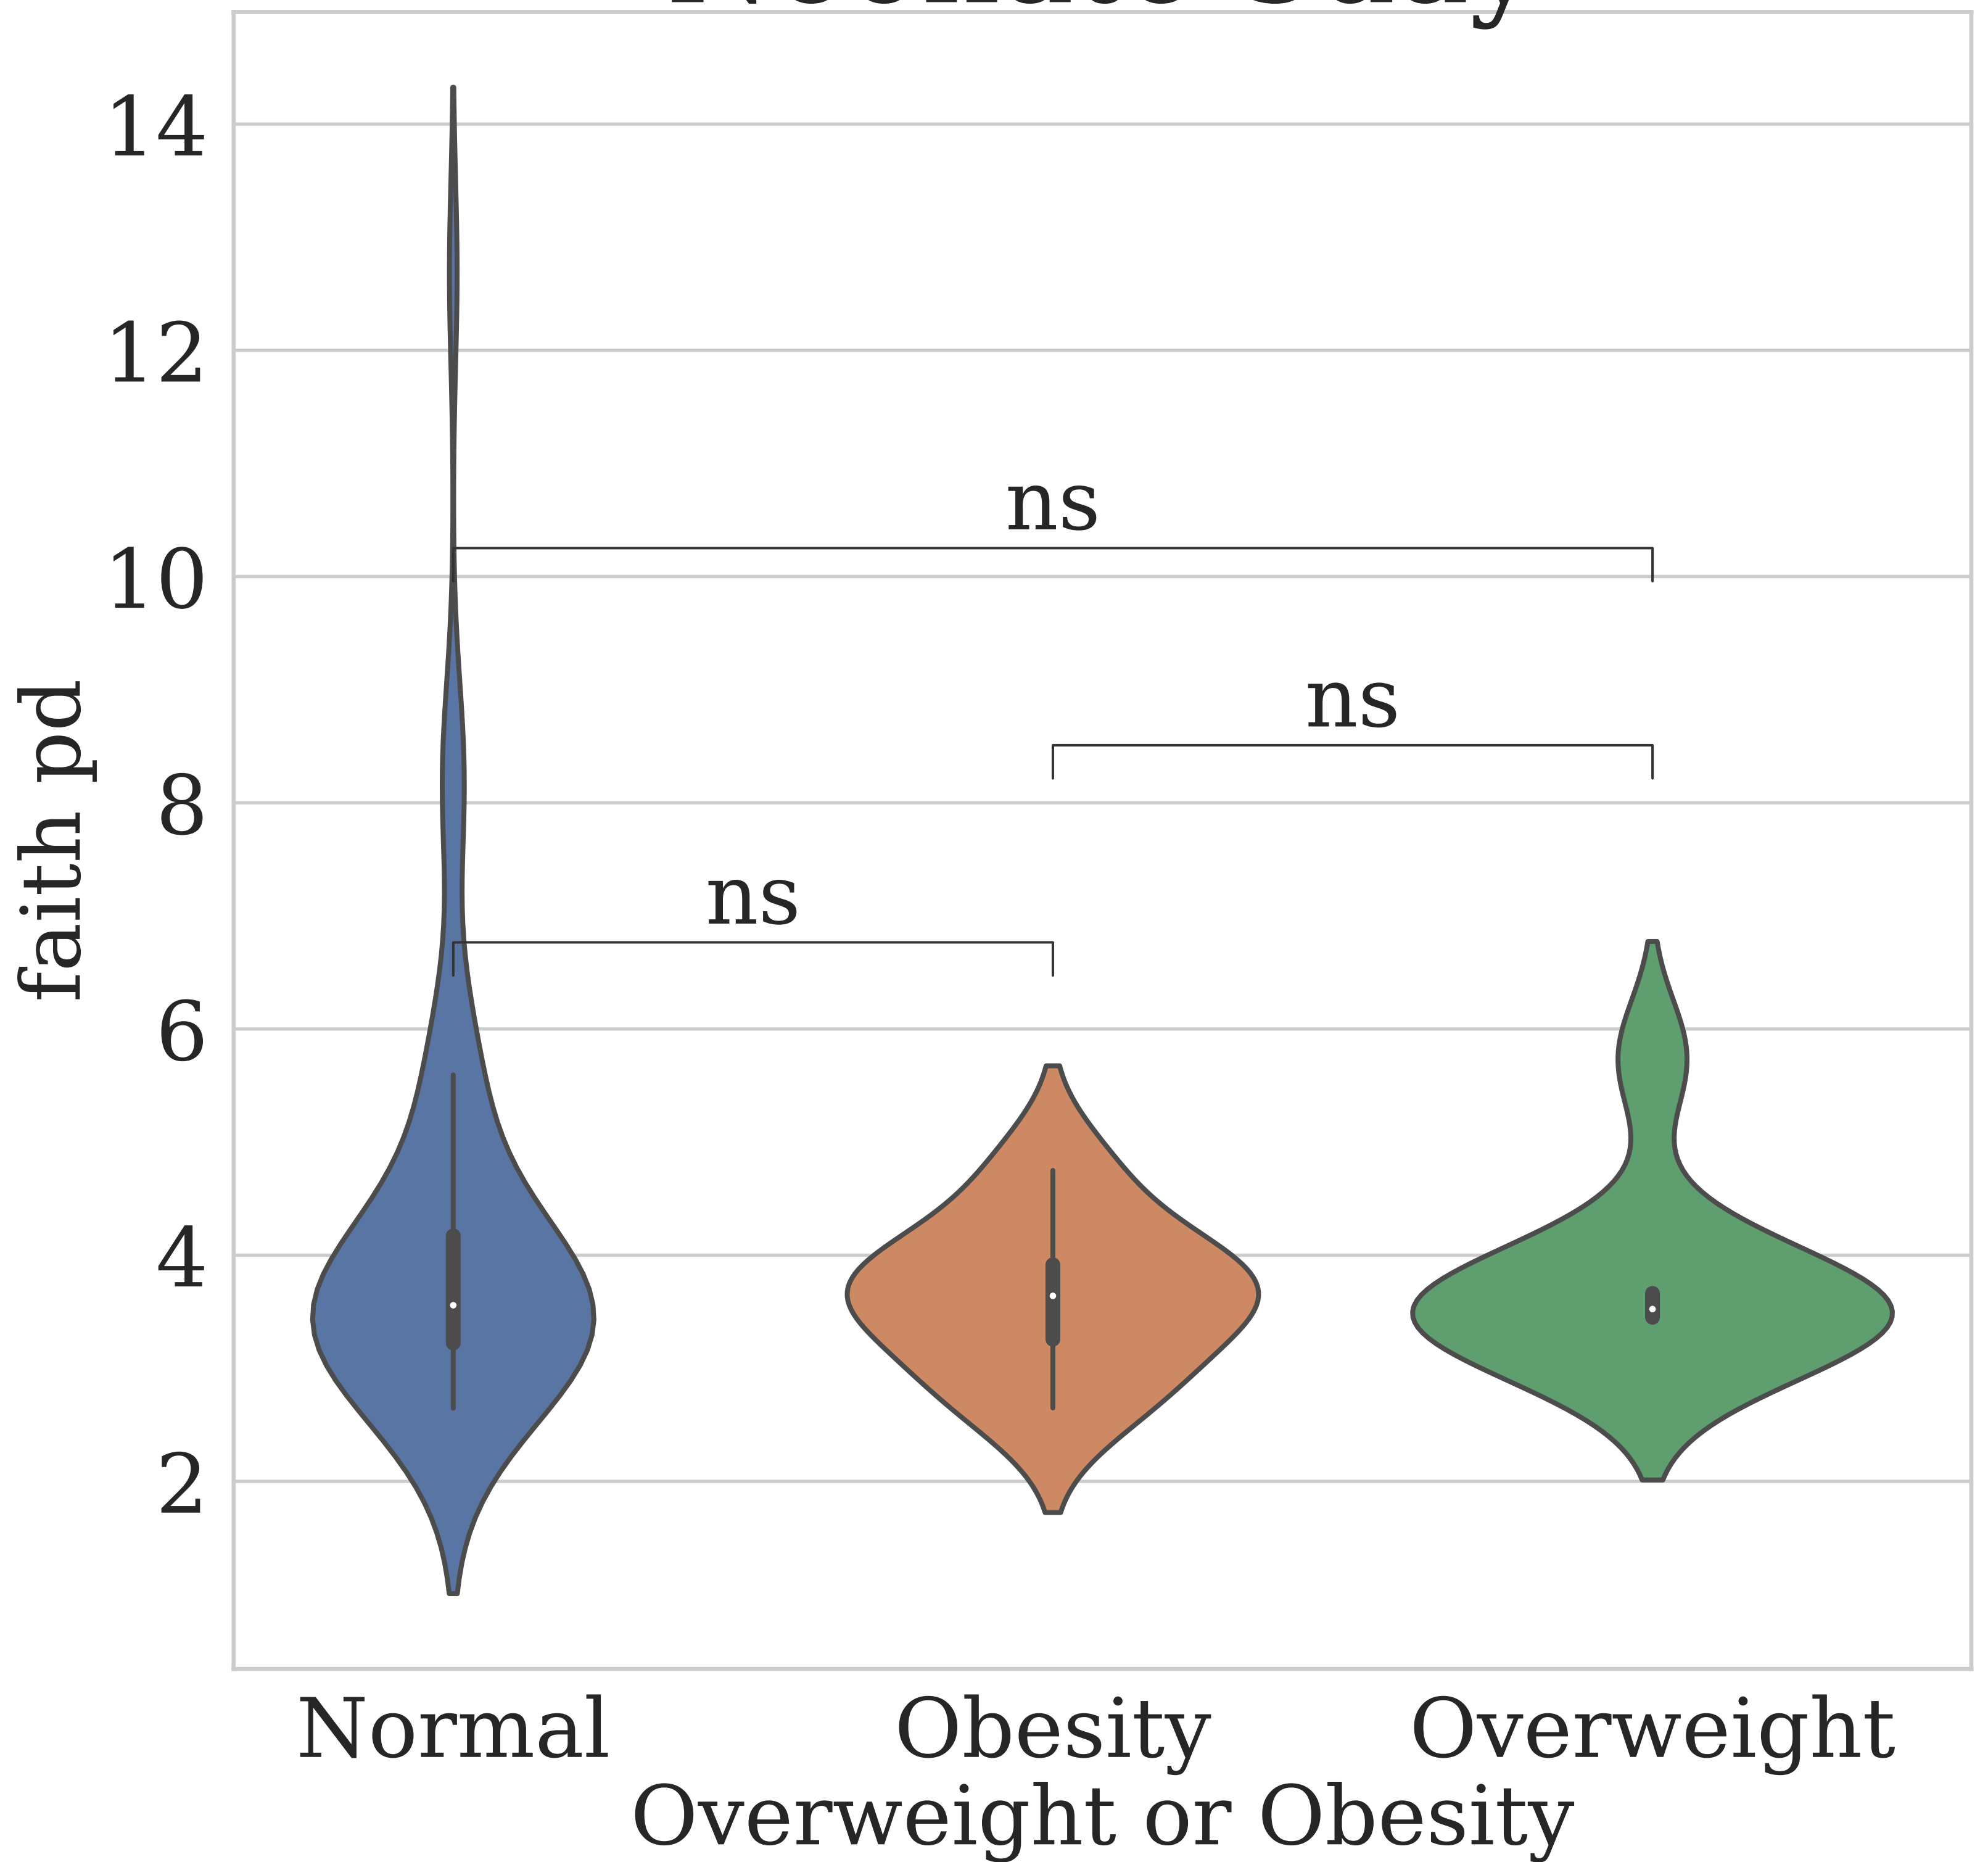 14
12
ns
10
ns
8
ns
6
4
2
faith pd
Normal Obesity Overweight
Overweight or Obesity